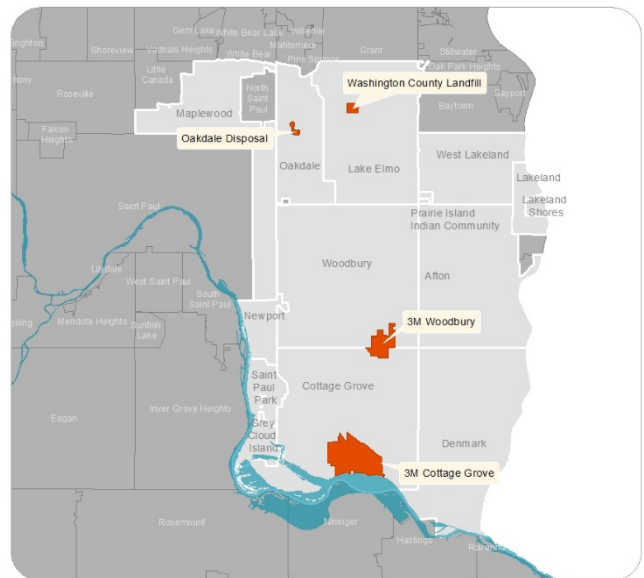 Gem Lake
White Bear Lake
Willernie
Shoreview
Vadnais Heights
Mahtomedi
White Bear
Pine Springs
Grant
Stillwater
Oak Park Heights
Little
Canada
Roseville
North
Saint
Paul
Washington County Landfill
Bayport
Baytown
Maplewood
Falcon
Heights
Oakdale Disposal
Oakdale
Lake Elmo
West Lakeland
Lakeland
Lakeland
Shores
Saint Paul
Prairie Island
Indian Community
Woodbury
Afton
Lilydale
West Saint Paul
South
Saint Paul
Mendota Heights
Sunfish
Lake
Newport
3M Woodbury
Saint
Paul
Park
Cottage Grove
Eagan
Inver Grove Heights
Grey
Cloud
Island
Denmark
3M Cottage Grove
Rosemount
Nininger
Hastings